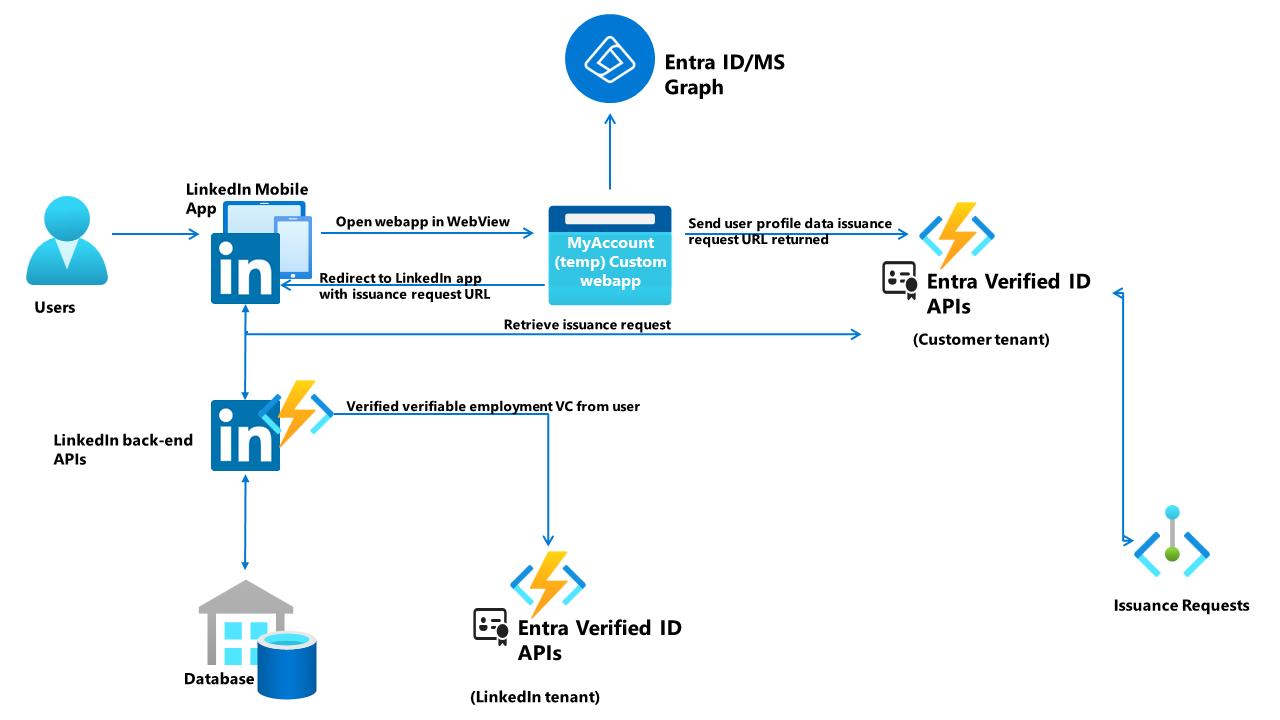 Entra ID/MS
Graph
LinkedIn Mobile
App
Open webapp in WebView
Send user profile data issuance
request URL returned
MyAccount
(temp) Custom
webapp
Redirect to LinkedIn app
with issuance request URL
in
Entra Verified ID
APIs
(Customer tenant)
Users
Retrieve issuance request
Verified verifiable employment VC from user
in
LinkedIn back-end
APIs
Issuance Requests
Entra Verified ID
APIs
(LinkedIn tenant)
Database